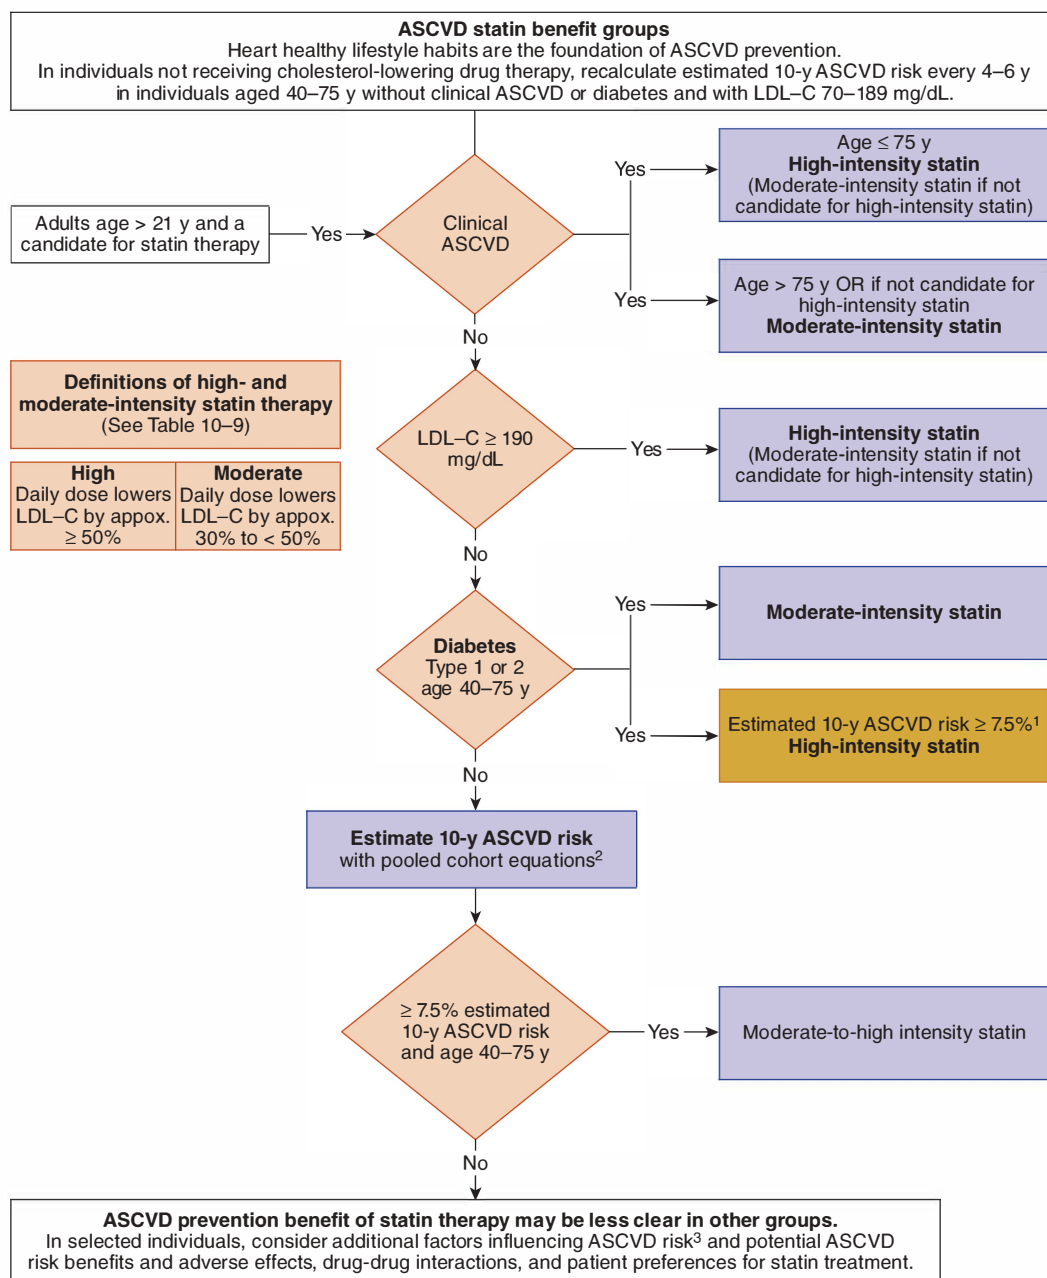 ASCVD statin benefit groups
Heart healthy lifestyle habits are the foundation of ASCVD prevention.
In individuals not receiving cholesterol-lowering drug therapy, recalculate estimated 10-y ASCVD risk every 4–6 y
in individuals aged 40–75 y without clinical ASCVD or diabetes and with LDL–C 70–189 mg/dL.
Adults age > 21 y and a
candidate for statin therapy
Yes
Clinical
ASCVD
Yes
Age ≤ 75 y
High-intensity statin
(Moderate-intensity statin if not
candidate for high-intensity statin)
Yes
Age > 75 y OR if not candidate for
high-intensity statin
Moderate-intensity statin
No
Definitions of high- and
moderate-intensity statin therapy
(See Table 10–9)
High
Daily dose lowers
LDL–C by appox.
≥ 50%
Moderate
Daily dose lowers
LDL–C by appox.
30% to < 50%
LDL–C ≥ 190
mg/dL
Yes
High-intensity statin
(Moderate-intensity statin if not
candidate for high-intensity statin)
No
Diabetes
Type 1 or 2
age 40–75 y
Yes
Moderate-intensity statin
Yes
Estimated 10-y ASCVD risk ≥ 7.5%¹
High-intensity statin
No
Estimate 10-y ASCVD risk
with pooled cohort equations²
≥ 7.5% estimated
10-y ASCVD risk
and age 40–75 y
Yes
Moderate-to-high intensity statin
No
ASCVD prevention benefit of statin therapy may be less clear in other groups.
In selected individuals, consider additional factors influencing ASCVD risk³ and potential ASCVD
risk benefits and adverse effects, drug-drug interactions, and patient preferences for statin treatment.